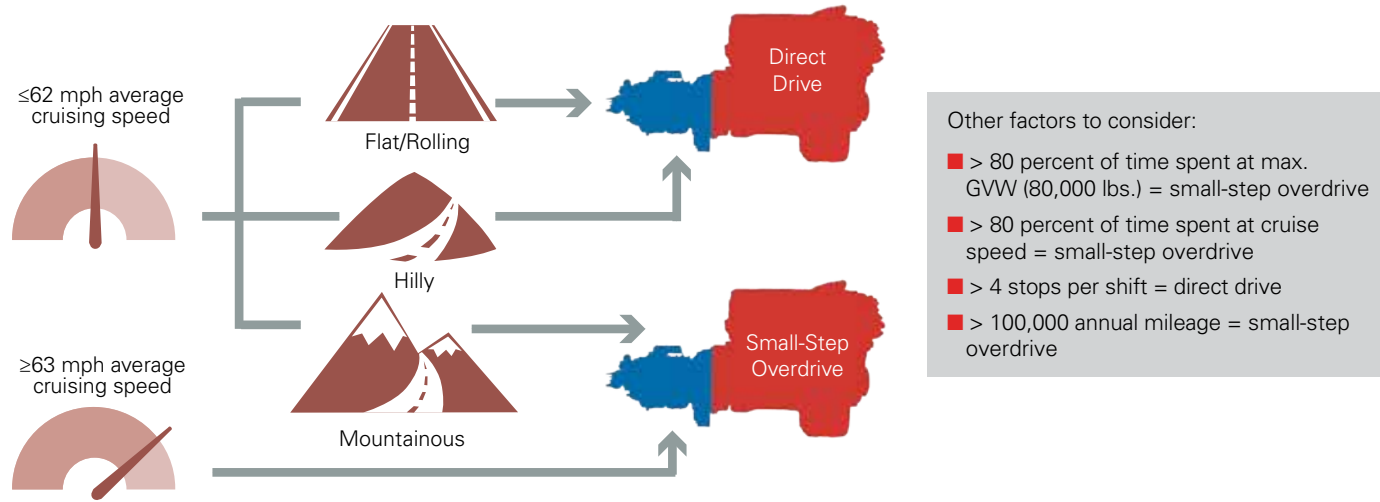 ≤62 mph average
cruising speed
Flat/Rolling
Direct
Drive
Hilly
Mountainous
≥63 mph average
cruising speed
Small-Step
Overdrive
Other factors to consider:
■ > 80 percent of time spent at max.
GVW (80,000 lbs.) = small-step overdrive
■ > 80 percent of time spent at cruise
speed = small-step overdrive
■ > 4 stops per shift = direct drive
■ > 100,000 annual mileage = small-step
overdrive